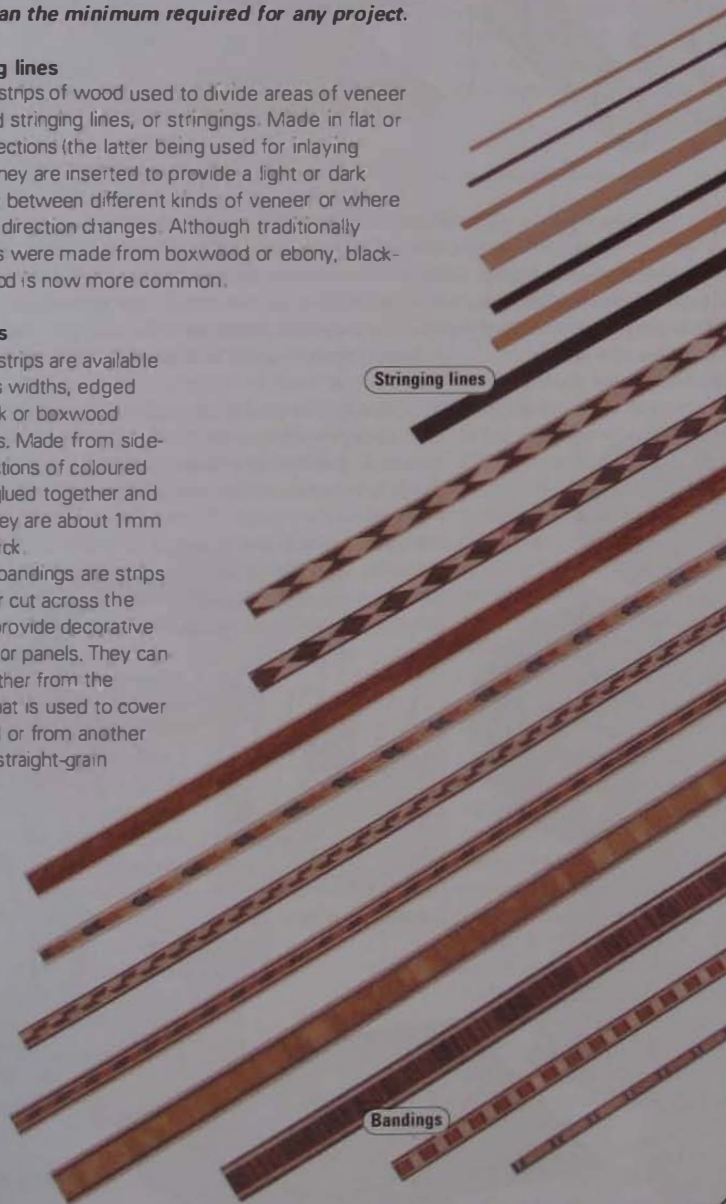 an the minimum required for any project.
g lines
strips of wood used to divide areas of veneer
d stringing lines, or stringings. Made in flat or
ections (the latter being used for inlaying
hey are inserted to provide a light or dark
between different kinds of veneer or where
direction changes. Although traditionally
s were made from boxwood or ebony, black-
od is now more common.
s
strips are available
s widths, edged
k or boxwood
s. Made from side-
ctions of coloured
glued together and
ey are about 1mm
ck.
bandings are strips
r cut across the
provide decorative
or panels. They can
ther from the
hat is used to cover
or from another
straight-grain
Stringing lines
Bandings